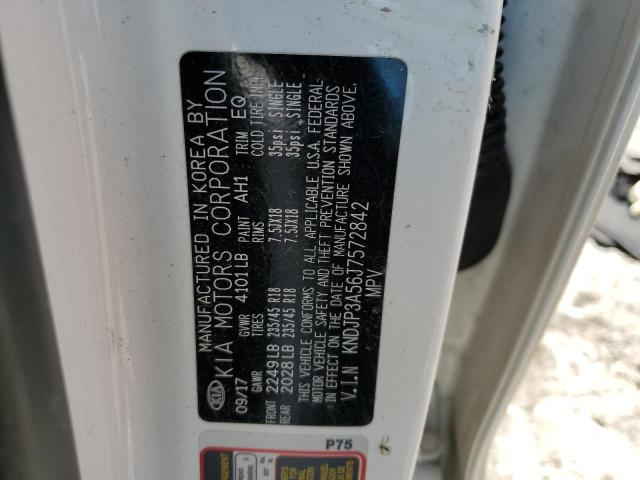 MANUFACTURED IN KOREA BY
KIA KIA MOTORS CORPORATION
09/17 GVWR 4101LB PAINT AH1 TRIM EQ
GAWR TIRES RIMS COLD TIRE INFL.
FRONT 2249LB 235/45 R18 7.5JX18 35psi SINGLE
REAR 2028LB 235/45 R18 7.5JX18 35psi SINGLE
THIS VEHICLE CONFORMS TO ALL APPLICABLE U.S.A. FEDERAL
MOTOR VEHICLE SAFETY AND THEFT PREVENTION STANDARDS
IN EFFECT ON THE DATE OF MANUFACTURE SHOWN ABOVE.
V.I.N KNDJP3A56J7572842
MPV
P75